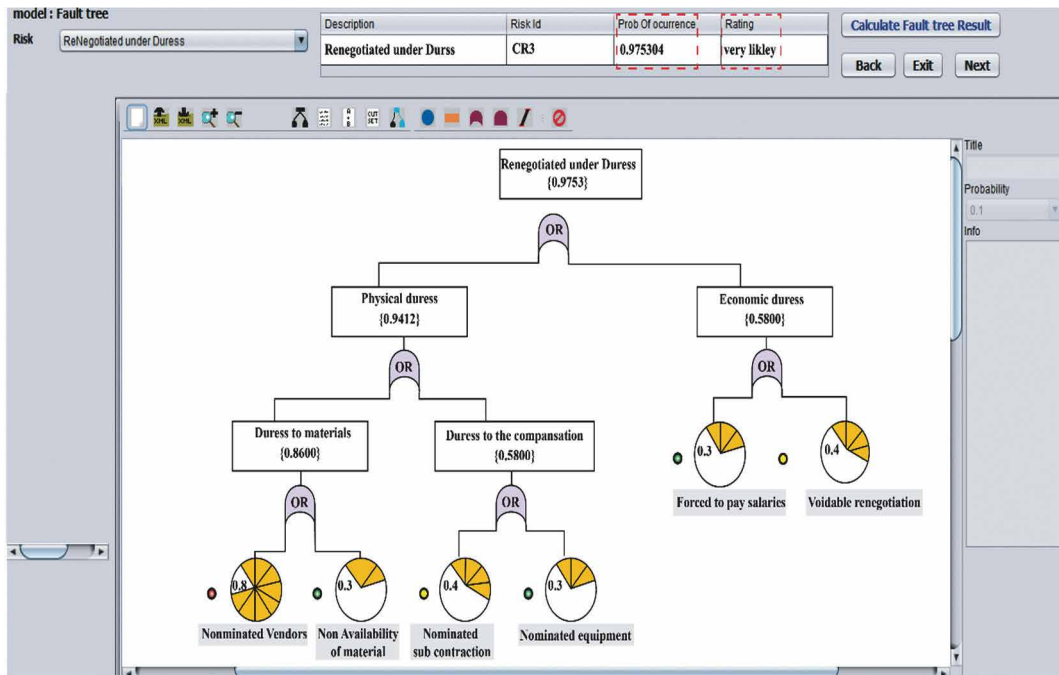 model : Fault tree
Risk
ReNegotiated under Duress
Description
Risk Id
Prob Of ocurrence
Rating
Renegotiated under Durss
CR3
0.975304
very likley
Calculate Fault tree Result
Back
Exit
Next
XML
XML
CUT
SET
Title
Probability
0.1
Info
Renegotiated under Duress
{0.9753}
OR
Physical duress
{0.9412}
Economic duress
{0.5800}
OR
OR
Duress to materials
{0.8600}
Duress to the compansation
{0.5800}
0.3
0.4
Forced to pay salaries
Voidable renegotiation
OR
OR
0.8
0.3
0.4
0.3
Nonminated Vendors
Non Availability
of material
Nominated
sub contraction
Nominated equipment